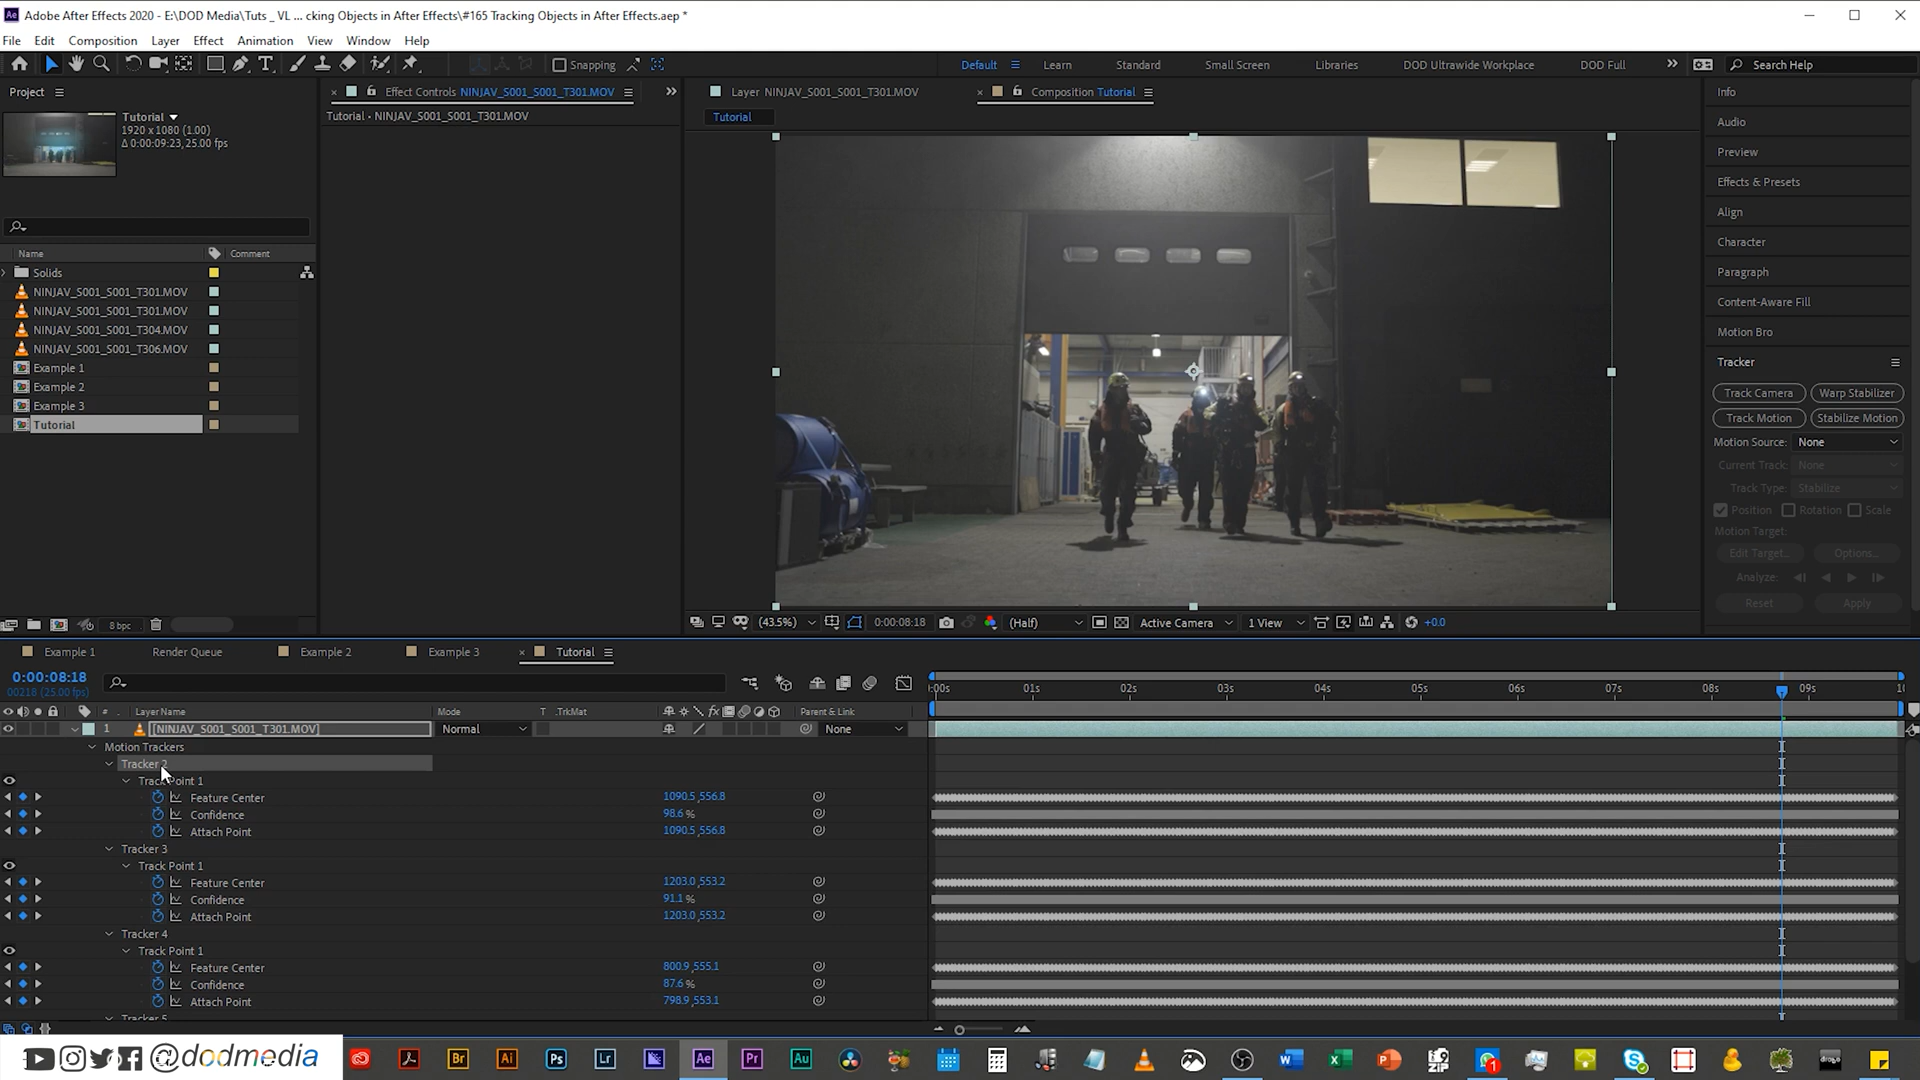 Adobe After Effects 2020 - E:\DOD Media\Tuts _ VL ... cking Objects in After Effects\#165 Tracking Objects in After Effects.aep *
File Edit Composition Layer Effect Animation View Window Help
Snapping Default Learn Standard Small Screen Libraries DOD Ultrawide Workplace DOD Full Search Help
Project
Tutorial
1920 x 1080 (1.00)
Δ 0:00:09:23, 25.00 fps
Name Comment
Solids
NINJAV_S001_S001_T301.MOV
NINJAV_S001_S001_T301.MOV
NINJAV_S001_S001_T304.MOV
NINJAV_S001_S001_T306.MOV
Example 1
Example 2
Example 3
Tutorial
8 bpc
Effect Controls NINJAV_S001_S001_T301.MOV
Tutorial • NINJAV_S001_S001_T301.MOV
Layer NINJAV_S001_S001_T301.MOV Composition Tutorial
Tutorial
(43.5%) 0:00:08:18 (Half) Active Camera 1 View +0.0
Info
Audio
Preview
Effects & Presets
Align
Character
Paragraph
Content-Aware Fill
Motion Bro
Tracker
Track Camera Warp Stabilizer
Track Motion Stabilize Motion
Motion Source: None
Current Track: None
Track Type: Stabilize
Position Rotation Scale
Motion Target:
Edit Target... Options...
Analyze:
Reset Apply
Example 1 Render Queue Example 2 Example 3 Tutorial
0:00:08:18
00218 (25.00 fps)
:00s 01s 02s 03s 04s 05s 06s 07s 08s 09s 10
# Layer Name Mode T .TrkMat Parent & Link
1 [NINJAV_S001_S001_T301.MOV] Normal None
Motion Trackers
Tracker 2
Track Point 1
Feature Center 1090.5,556.8
Confidence 98.6 %
Attach Point 1090.5,556.8
Tracker 3
Track Point 1
Feature Center 1203.0,553.2
Confidence 91.1 %
Attach Point 1203.0,553.2
Tracker 4
Track Point 1
Feature Center 800.9,555.1
Confidence 87.6 %
Attach Point 798.9,553.1
Tracker 5
@dodmedia
Br Ai Ps Lr Ae Pr Au W X P ZIP 1 S